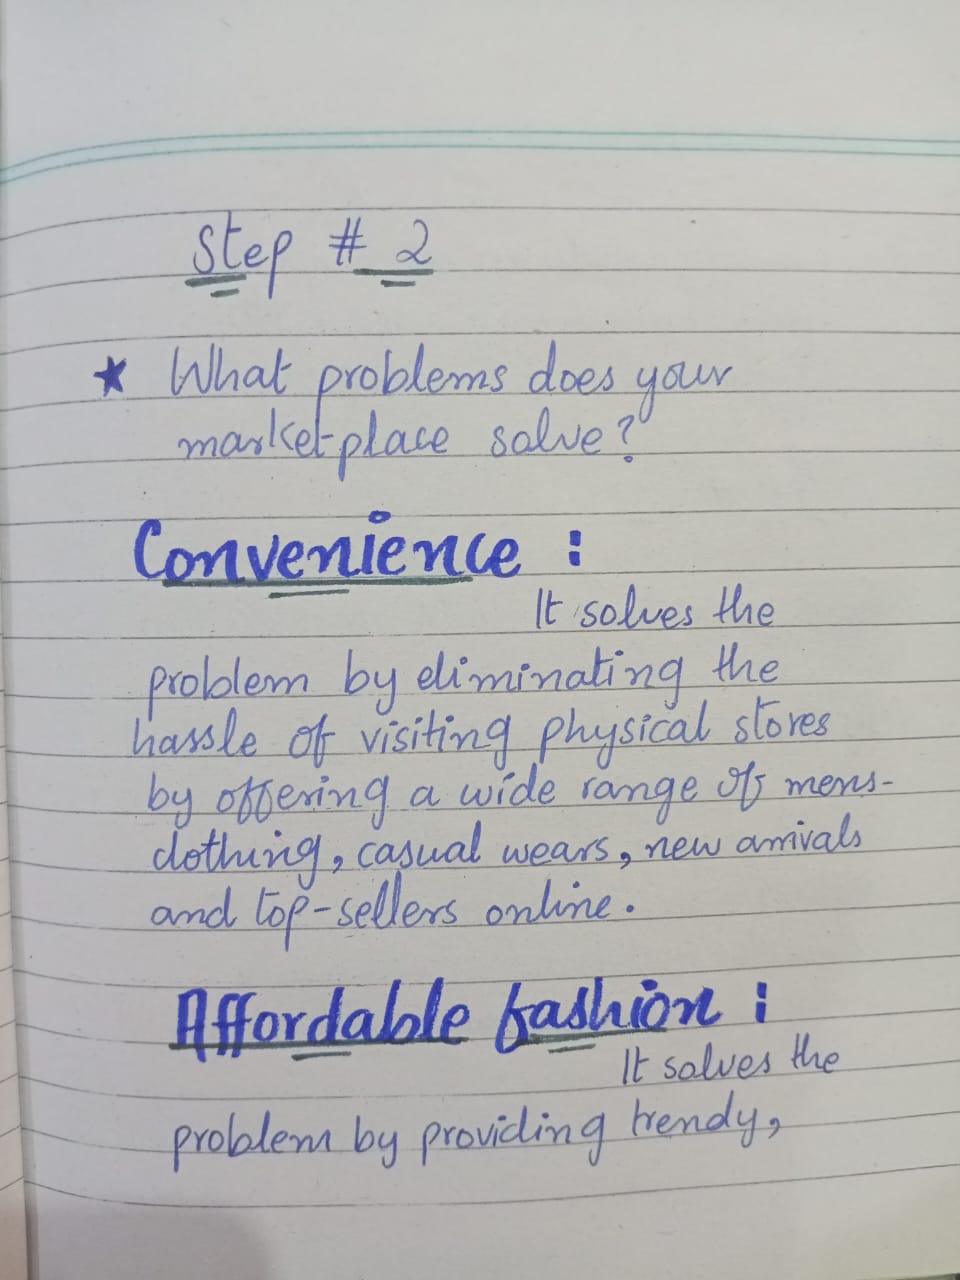 Step # 2
★ What problems does your
market-place solve?
Convenience :
It solves the
problem by eliminating the
hassle of visiting physical stores
by offering a wide range of mens-
clothing, casual wears, new arrivals
and top-sellers online.
Affordable fashion :
It solves the
problem by providing trendy,